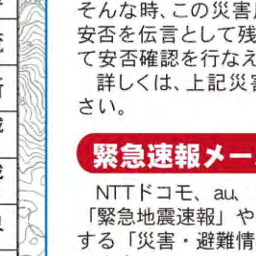 そんな時、この災害
安否を伝言として残
て安否確認を行なえ
詳しくは、上記災害
さい。
緊急速報メー
NTTドコモ、au、
「緊急地震速報」や
する「災害・避難情